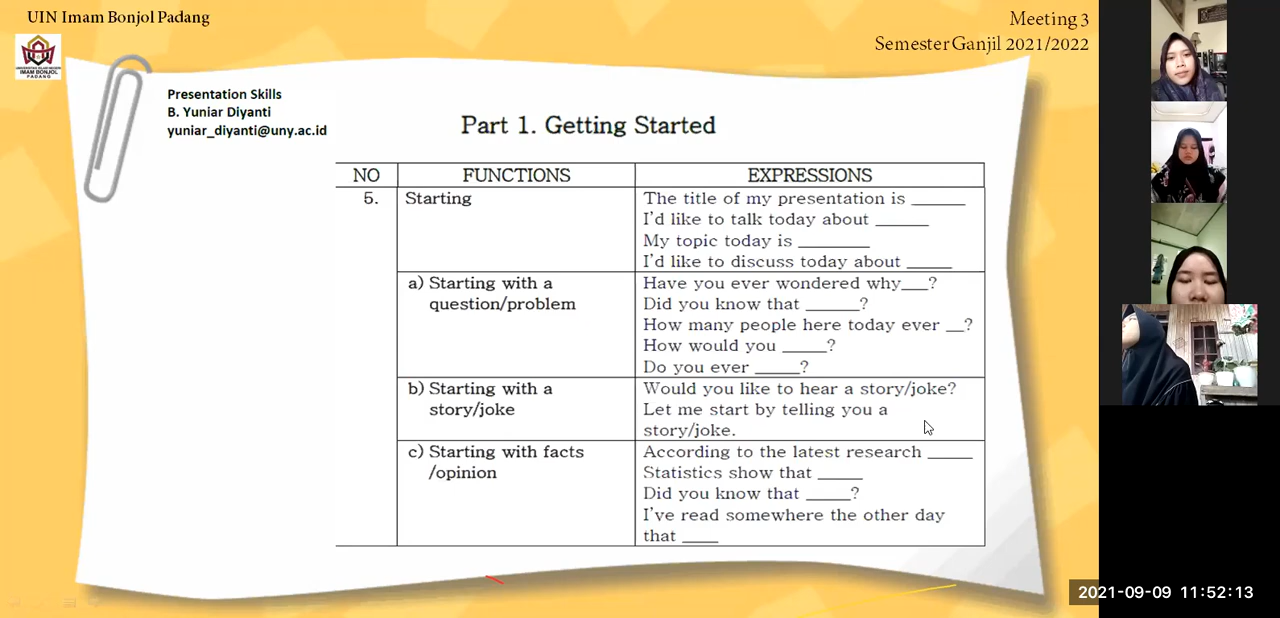 UIN Imam Bonjol Padang
Meeting 3
Semester Ganjil 2021/2022
IMAM BONJOL
PADANG
Presentation Skills
B. Yuniar Diyanti
yuniar_diyanti@uny.ac.id
Part 1. Getting Started
NO FUNCTIONS EXPRESSIONS
5. Starting The title of my presentation is ______
I'd like to talk today about ______
My topic today is ________
I'd like to discuss today about _____
a) Starting with a Have you ever wondered why___?
question/problem Did you know that ______?
How many people here today ever __?
How would you _____?
Do you ever _____?
b) Starting with a Would you like to hear a story/joke?
story/joke Let me start by telling you a
story/joke.
c) Starting with facts According to the latest research _____
/opinion Statistics show that _____
Did you know that _____?
I've read somewhere the other day
that ____
2021-09-09 11:52:13